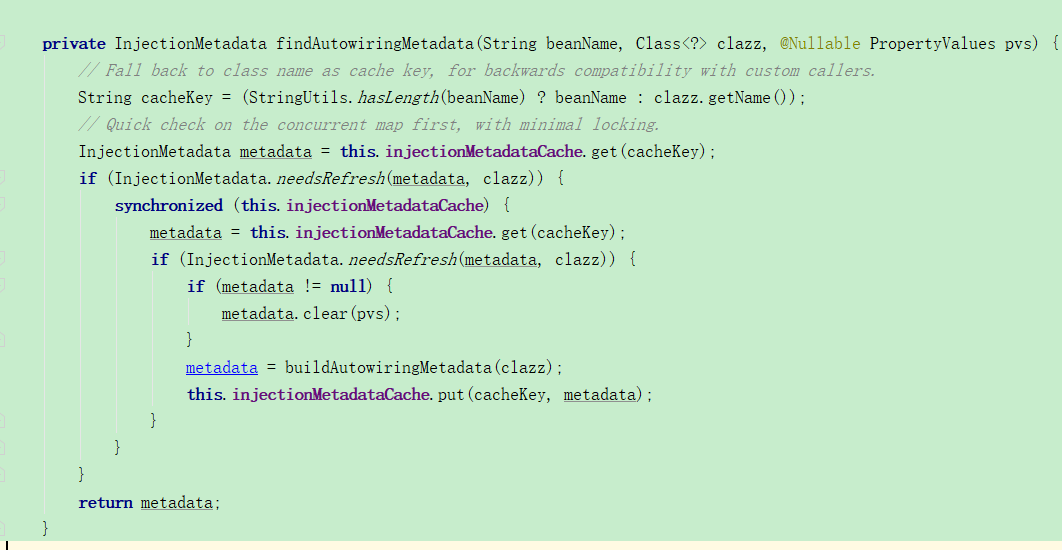 private InjectionMetadata findAutowiringMetadata(String beanName, Class<?> clazz, @Nullable PropertyValues pvs) {
// Fall back to class name as cache key, for backwards compatibility with custom callers.
String cacheKey = (StringUtils.hasLength(beanName) ? beanName : clazz.getName());
// Quick check on the concurrent map first, with minimal locking.
InjectionMetadata metadata = this.injectionMetadataCache.get(cacheKey);
if (InjectionMetadata.needsRefresh(metadata, clazz)) {
synchronized (this.injectionMetadataCache) {
metadata = this.injectionMetadataCache.get(cacheKey);
if (InjectionMetadata.needsRefresh(metadata, clazz)) {
if (metadata != null) {
metadata.clear(pvs);
}
metadata = buildAutowiringMetadata(clazz);
this.injectionMetadataCache.put(cacheKey, metadata);
}
}
}
return metadata;
}